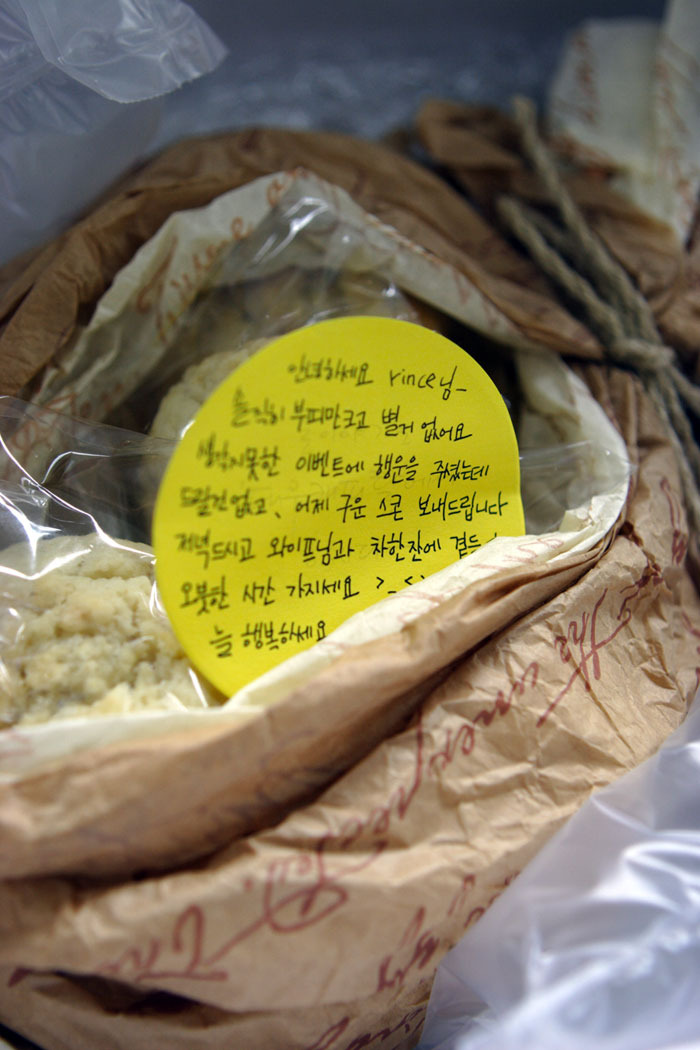 안녕하세요 rince님_
솔직히 부피만크고 별거 없어요
생각지못한 이벤트에 행운을 주셨는데
드릴건없고、 어제 구운 스콘 보내드립니다
저녁드시고 와이프님과 차한잔에 곁드
오붓한 시간 가지세요 >_<
늘 행복하세요